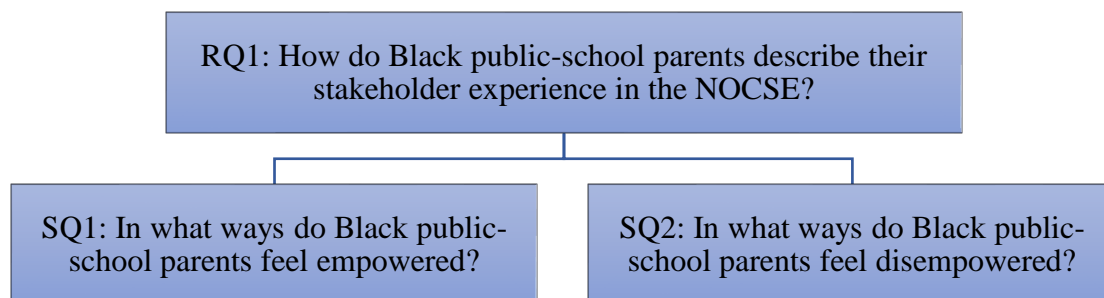 RQ1: How do Black public-school parents describe their
stakeholder experience in the NOCSE?
SQ1: In what ways do Black public-
school parents feel empowered?
SQ2: In what ways do Black public-
school parents feel disempowered?